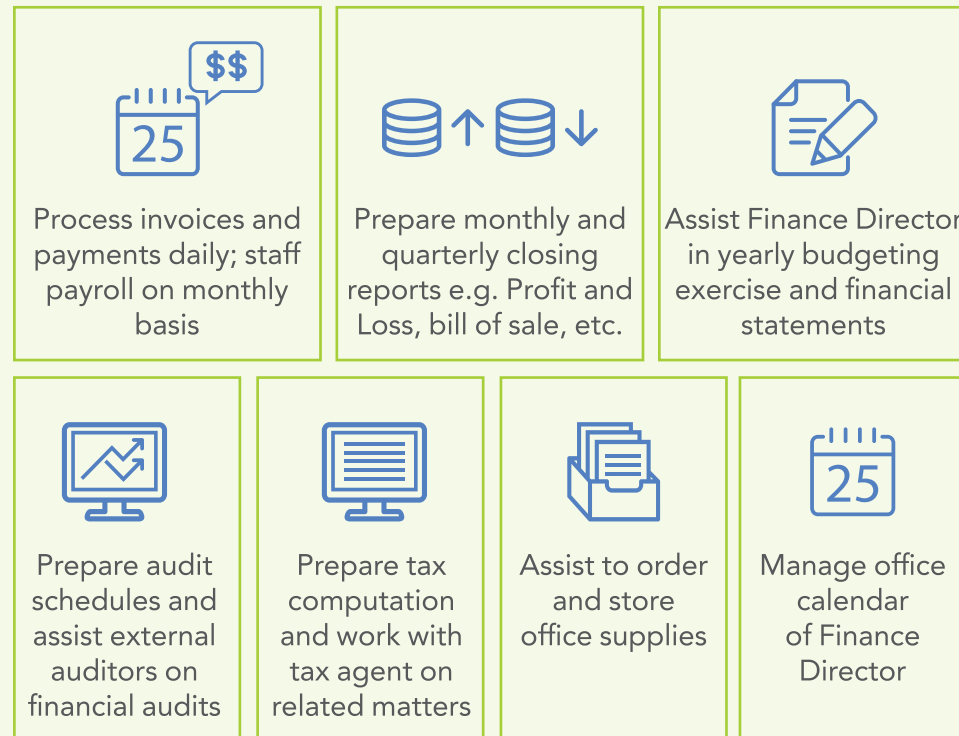 $$
25
Process invoices and
payments daily; staff
payroll on monthly
basis
Prepare monthly and
quarterly closing
reports e.g. Profit and
Loss, bill of sale, etc.
Assist Finance Director
in yearly budgeting
exercise and financial
statements
Prepare audit
schedules and
assist external
auditors on
financial audits
Prepare tax
computation
and work with
tax agent on
related matters
Assist to order
and store
office supplies
25
Manage office
calendar
of Finance
Director